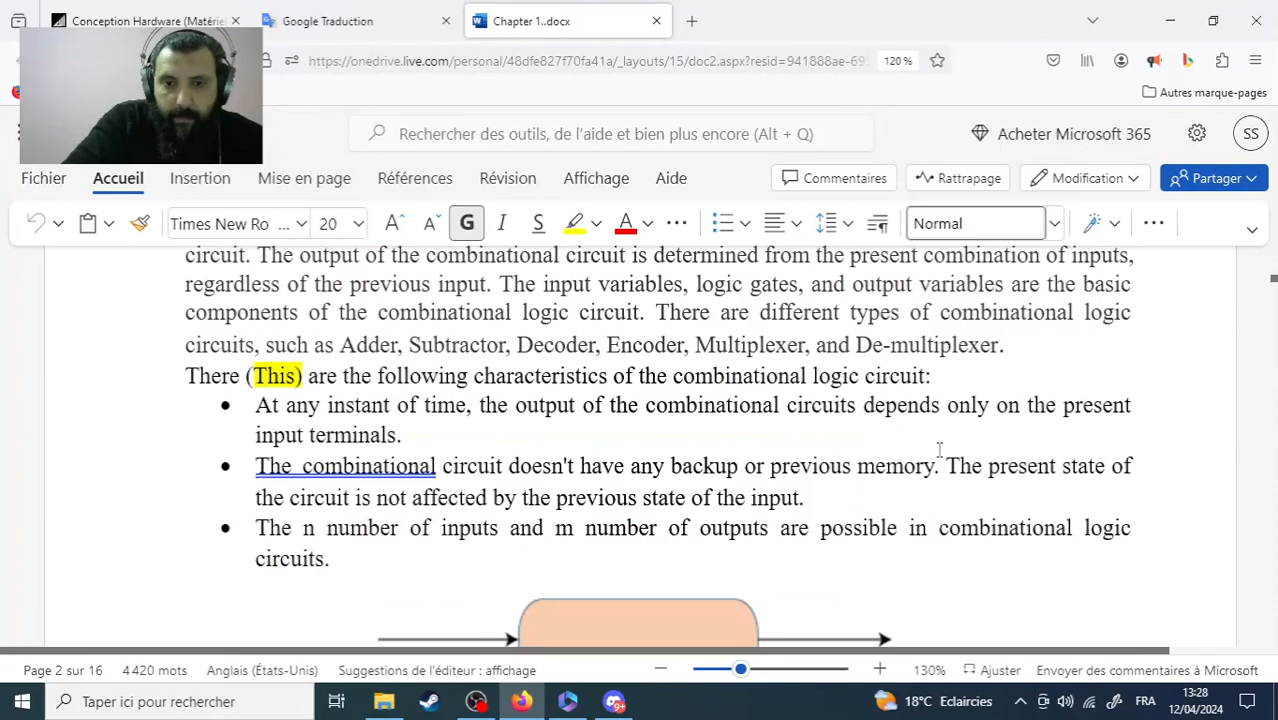 Conception Hardware (Matérie
Google Traduction
Chapter 1..docx
https://onedrive.live.com/personal/48dfe827f70fa41a/_layouts/15/doc2.aspx?resid=941888ae-69
120 %
Autres marque-pages
Rechercher des outils, de l'aide et bien plus encore (Alt + Q)
Acheter Microsoft 365
SS
Fichier
Accueil
Insertion
Mise en page
Références
Révision
Affichage
Aide
Commentaires
Rattrapage
Modification
Partager
Times New Ro ...
20
G
I
S
Normal
circuit. The output of the combinational circuit is determined from the present combination of inputs,
regardless of the previous input. The input variables, logic gates, and output variables are the basic
components of the combinational logic circuit. There are different types of combinational logic
circuits, such as Adder, Subtractor, Decoder, Encoder, Multiplexer, and De-multiplexer.
There (This) are the following characteristics of the combinational logic circuit:
• At any instant of time, the output of the combinational circuits depends only on the present
input terminals.
• The combinational circuit doesn't have any backup or previous memory. The present state of
the circuit is not affected by the previous state of the input.
• The n number of inputs and m number of outputs are possible in combinational logic
circuits.
Page 2 sur 16
4 420 mots
Anglais (États-Unis)
Suggestions de l'éditeur : affichage
130%
Ajuster
Envoyer des commentaires à Microsoft
Taper ici pour rechercher
9+
18°C Eclaircies
FRA
13:28
12/04/2024